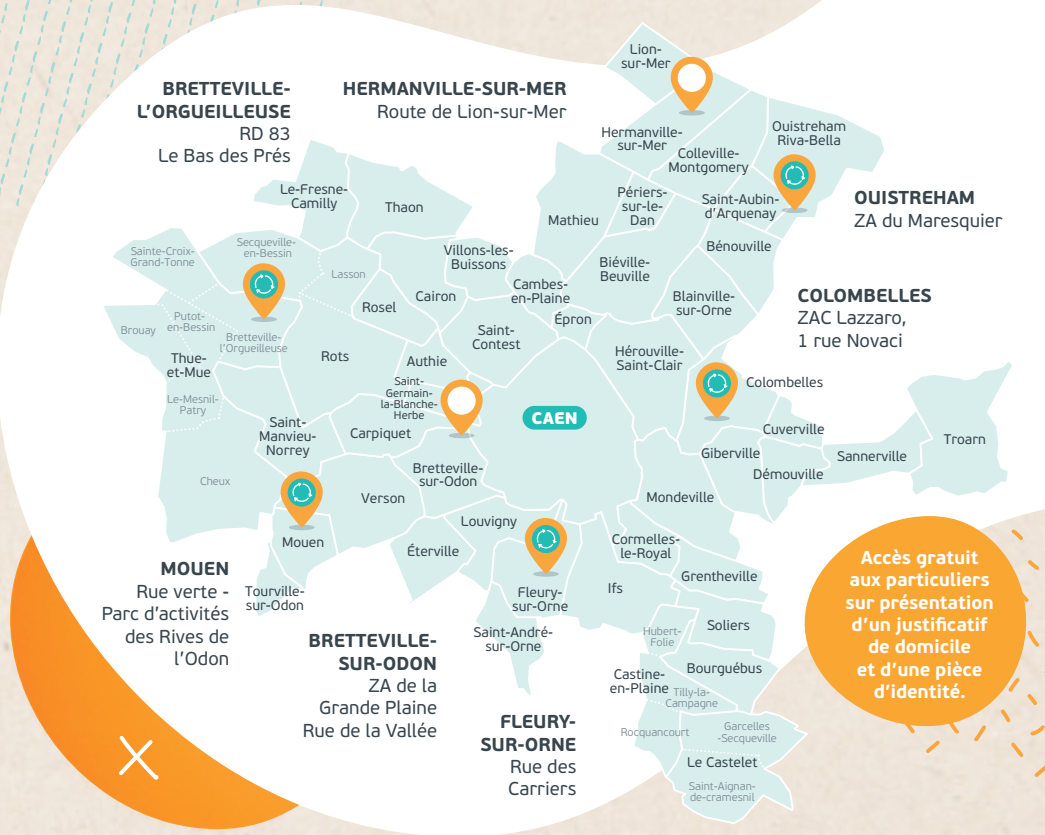 BRETTEVILLE-
L'ORGUEILLEUSE
RD 83
Le Bas des Prés
HERMANVILLE-SUR-MER
Route de Lion-sur-Mer
OUISTREHAM
ZA du Maresquier
COLOMBELLES
ZAC Lazzaro,
1 rue Novaci
MOUEN
Rue verte -
Parc d'activités
des Rives de
l'Odon
BRETTEVILLE-
SUR-ODON
ZA de la
Grande Plaine
Rue de la Vallée
FLEURY-
SUR-ORNE
Rue des
Carriers
Accès gratuit
aux particuliers
sur présentation
d'un justificatif
de domicile
et d'une pièce
d'identité.
Lion-
sur-Mer
Hermanville-
sur-Mer
Colleville-
Montgomery
Ouistreham
Riva-Bella
Saint-Aubin-
d'Arquenay
Périers-
sur-le-
Dan
Mathieu
Bénouville
Biéville-
Beuville
Blainville-
sur-Orne
Le-Fresne-
Camilly
Thaon
Villons-les-
Buissons
Cambes-
en-Plaine
Épron
Sainte-Croix-
Grand-Tonne
Secqueville-
en-Bessin
Lasson
Rosel
Cairon
Saint-
Contest
Hérouville-
Saint-Clair
Brouay
Putot-
en-Bessin
Bretteville-
l'Orgueilleuse
Rots
Authie
Thue-
et-Mue
Le-Mesnil-
Patry
Saint-
Germain-
la-Blanche-
Herbe
CAEN
Colombelles
Cuverville
Giberville
Démouville
Sannerville
Troarn
Saint-
Manvieu-
Norrey
Carpiquet
Bretteville-
sur-Odon
Cheux
Verson
Mondeville
Louvigny
Éterville
Mouen
Tourville-
sur-Odon
Fleury-
sur-Orne
Saint-André-
sur-Orne
Ifs
Cormelles-
le-Royal
Grentheville
Soliers
Hubert-
Folie
Bourguébus
Castine-
en-Plaine
Tilly-la-
Campagne
Rocquancourt
Garcelles
-Secqueville
Le Castelet
Saint-Aignan-
de-cramesnil